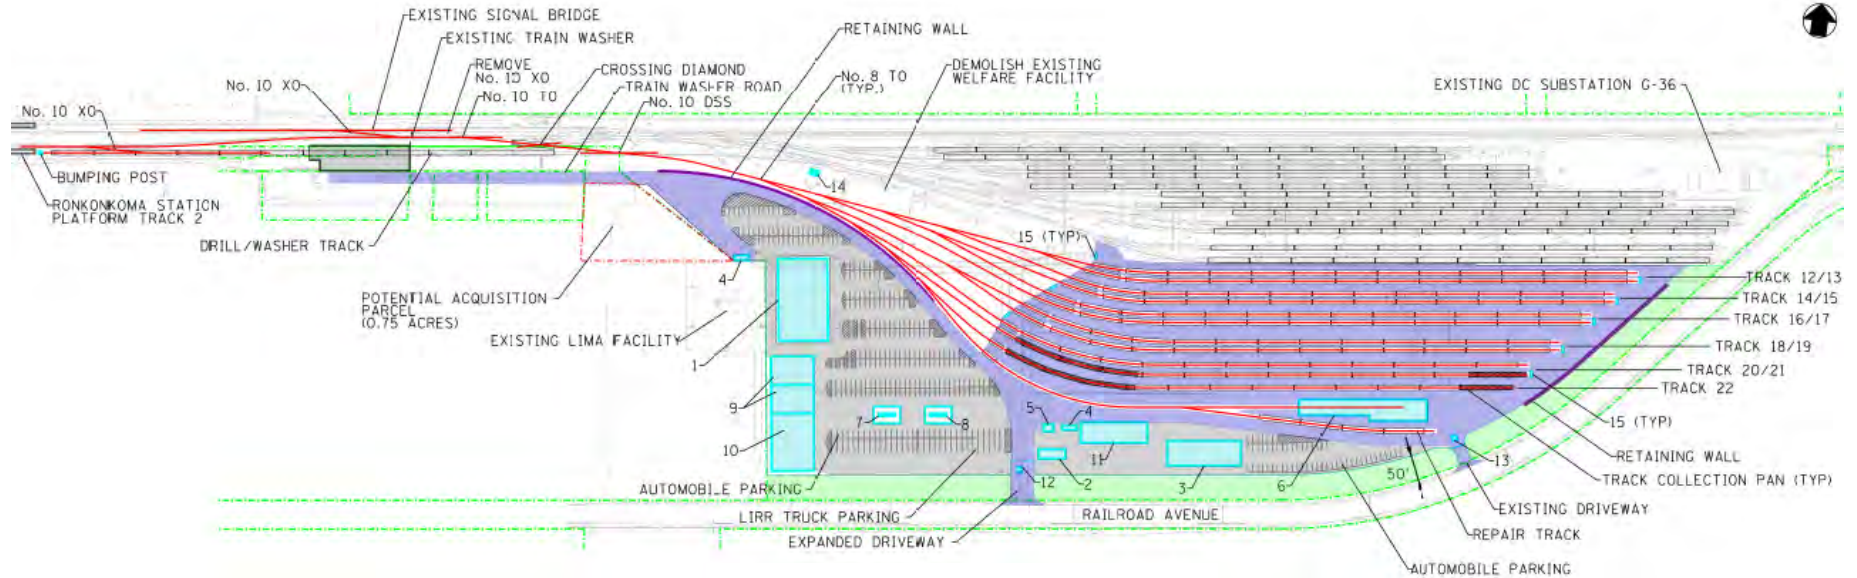 EXISTING SIGNAL BRIDGE
EXISTING TRAIN WASHER
REMOVE
No. 10 XO
No. 10 TO
CROSSING DIAMOND
TRAIN WASHER ROAD
No. 10 DSS
RETAINING WALL
No. 8 TO
(TYP.)
DEMOLISH EXISTING
WELFARE FACILITY
EXISTING DC SUBSTATION G-36
No. 10 XO
No. 10 XO
BUMPING POST
RONKONKOMA STATION
PLATFORM TRACK 2
DRILL/WASHER TRACK
14
15 (TYP)
4
POTENTIAL ACQUISITION
PARCEL
(0.75 ACRES)
EXISTING LIMA FACILITY
1
9
10
7
8
5
4
11
12
2
3
6
50'
13
TRACK 12/13
TRACK 14/15
TRACK 16/17
TRACK 18/19
TRACK 20/21
TRACK 22
15 (TYP)
RETAINING WALL
TRACK COLLECTION PAN (TYP)
EXISTING DRIVEWAY
REPAIR TRACK
AUTOMOBILE PARKING
AUTOMOBILE PARKING
LIRR TRUCK PARKING
EXPANDED DRIVEWAY
RAILROAD AVENUE